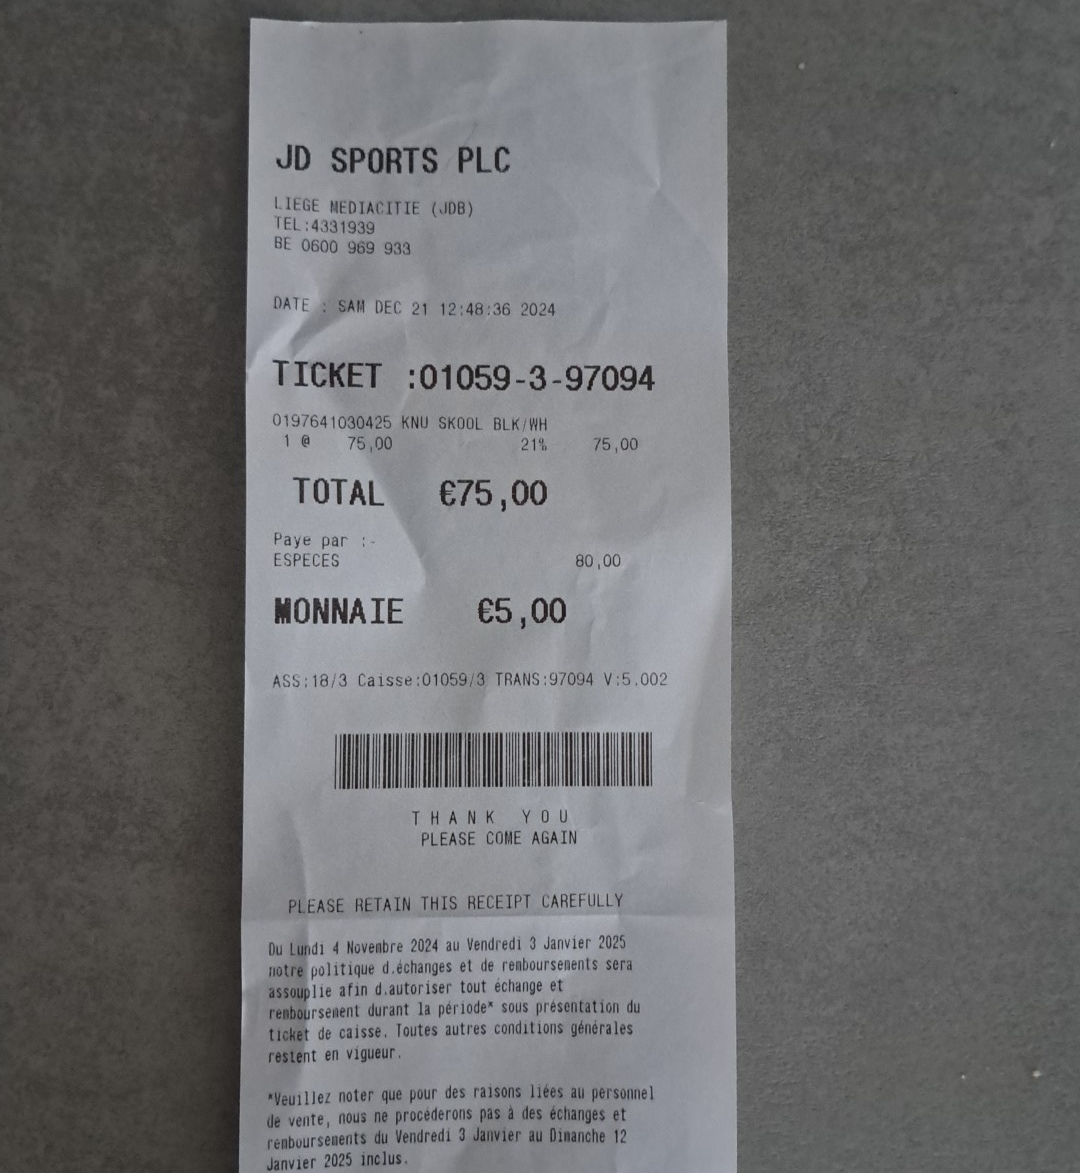 JD SPORTS PLC
LIEGE MEDIACITIE (JDB)
TEL:4331939
BE 0600 969 933
DATE : SAM DEC 21 12:48:36 2024
TICKET :01059-3-97094
0197641030425 KNU SKOOL BLK/WH
1 @ 75,00 21% 75,00
TOTAL €75,00
Paye par :-
ESPECES 80,00
MONNAIE €5,00
ASS:18/3 Caisse:01059/3 TRANS:97094 V:5.002
THANK YOU
PLEASE COME AGAIN
PLEASE RETAIN THIS RECEIPT CAREFULLY
Du Lundi 4 Novembre 2024 au Vendredi 3 Janvier 2025
notre politique d.échanges et de remboursements sera
assouplie afin d.autoriser tout échange et
remboursement durant la période* sous présentation du
ticket de caisse. Toutes autres conditions générales
restent en vigueur.
*Veuillez noter que pour des raisons liées au personnel
de vente, nous ne procéderons pas à des échanges et
remboursements du Vendredi 3 Janvier au Dimanche 12
Janvier 2025 inclus.